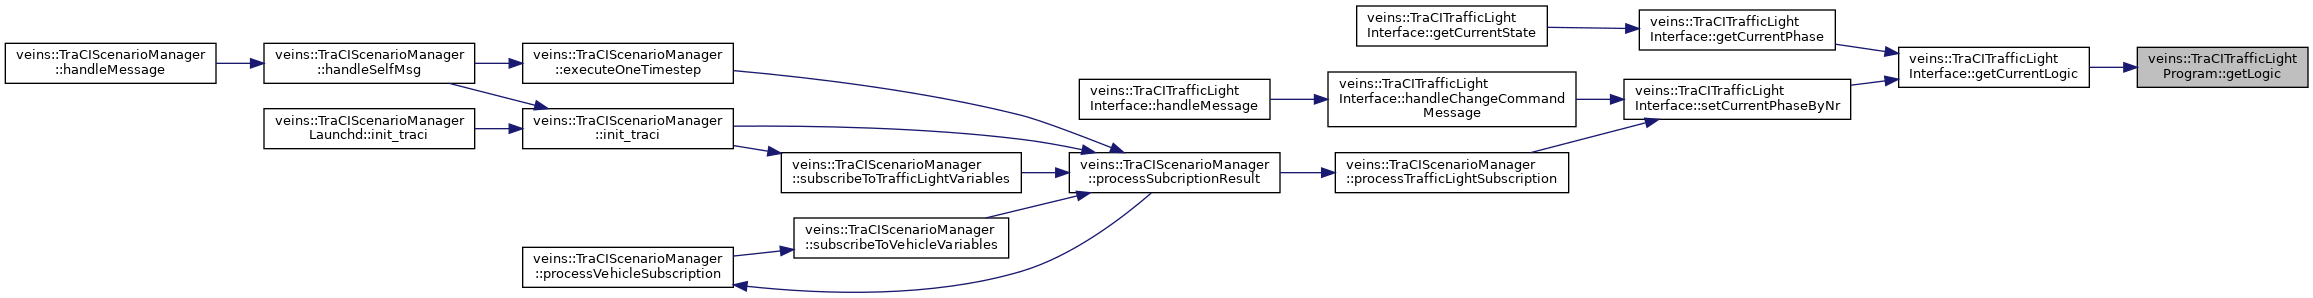 veins::TraCIScenarioManager
::handleMessage
veins::TraCIScenarioManager
::handleSelfMsg
veins::TraCIScenarioManager
::executeOneTimestep
veins::TraCIScenarioManager
Launchd::init_traci
veins::TraCIScenarioManager
::init_traci
veins::TraCIScenarioManager
::subscribeToTrafficLightVariables
veins::TraCIScenarioManager
::subscribeToVehicleVariables
veins::TraCIScenarioManager
::processVehicleSubscription
veins::TraCITrafficLight
Interface::handleMessage
veins::TraCIScenarioManager
::processSubcriptionResult
veins::TraCITrafficLight
Interface::getCurrentState
veins::TraCITrafficLight
Interface::handleChangeCommand
Message
veins::TraCIScenarioManager
::processTrafficLightSubscription
veins::TraCITrafficLight
Interface::getCurrentPhase
veins::TraCITrafficLight
Interface::setCurrentPhaseByNr
veins::TraCITrafficLight
Interface::getCurrentLogic
veins::TraCITrafficLight
Program::getLogic